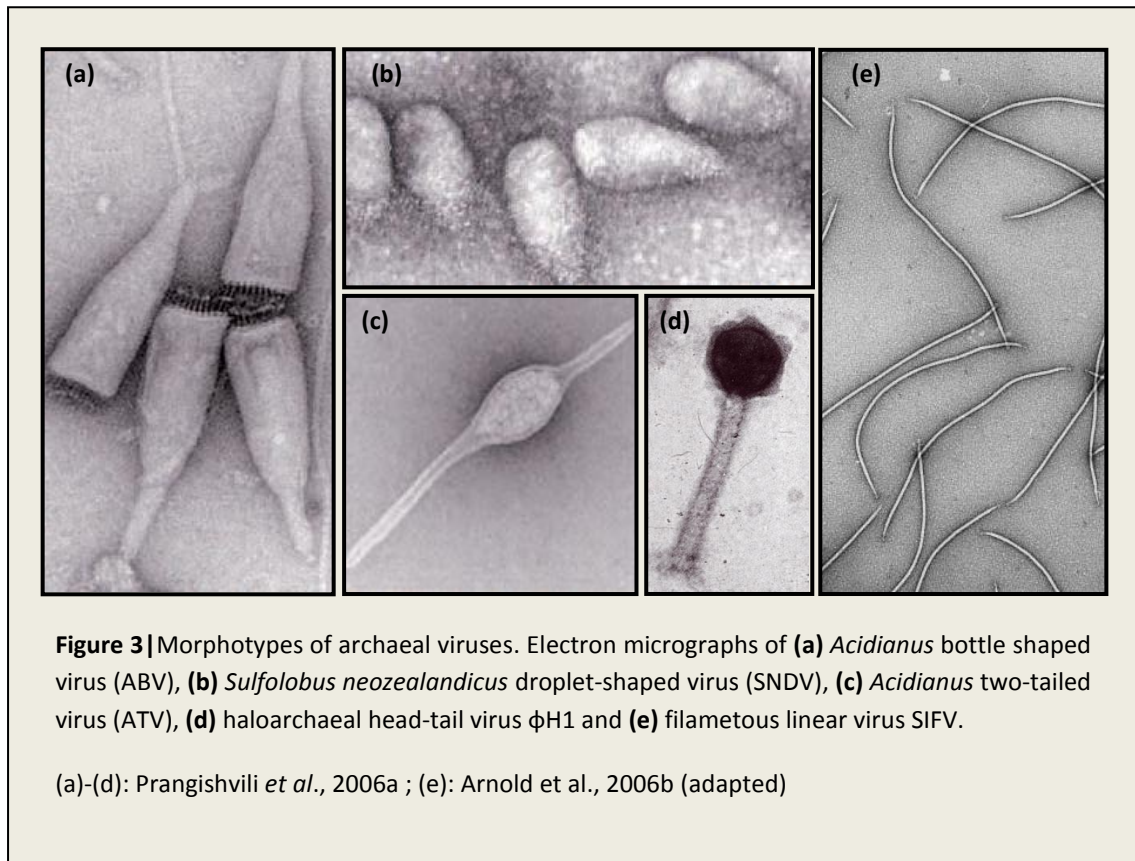 (a)
(b)
(e)
(c)
(d)
Figure 3|Morphotypes of archaeal viruses. Electron micrographs of (a) Acidianus bottle shaped
virus (ABV), (b) Sulfolobus neozealandicus droplet-shaped virus (SNDV), (c) Acidianus two-tailed
virus (ATV), (d) haloarchaeal head-tail virus ϕH1 and (e) filametous linear virus SIFV.
(a)-(d): Prangishvili et al., 2006a ; (e): Arnold et al., 2006b (adapted)